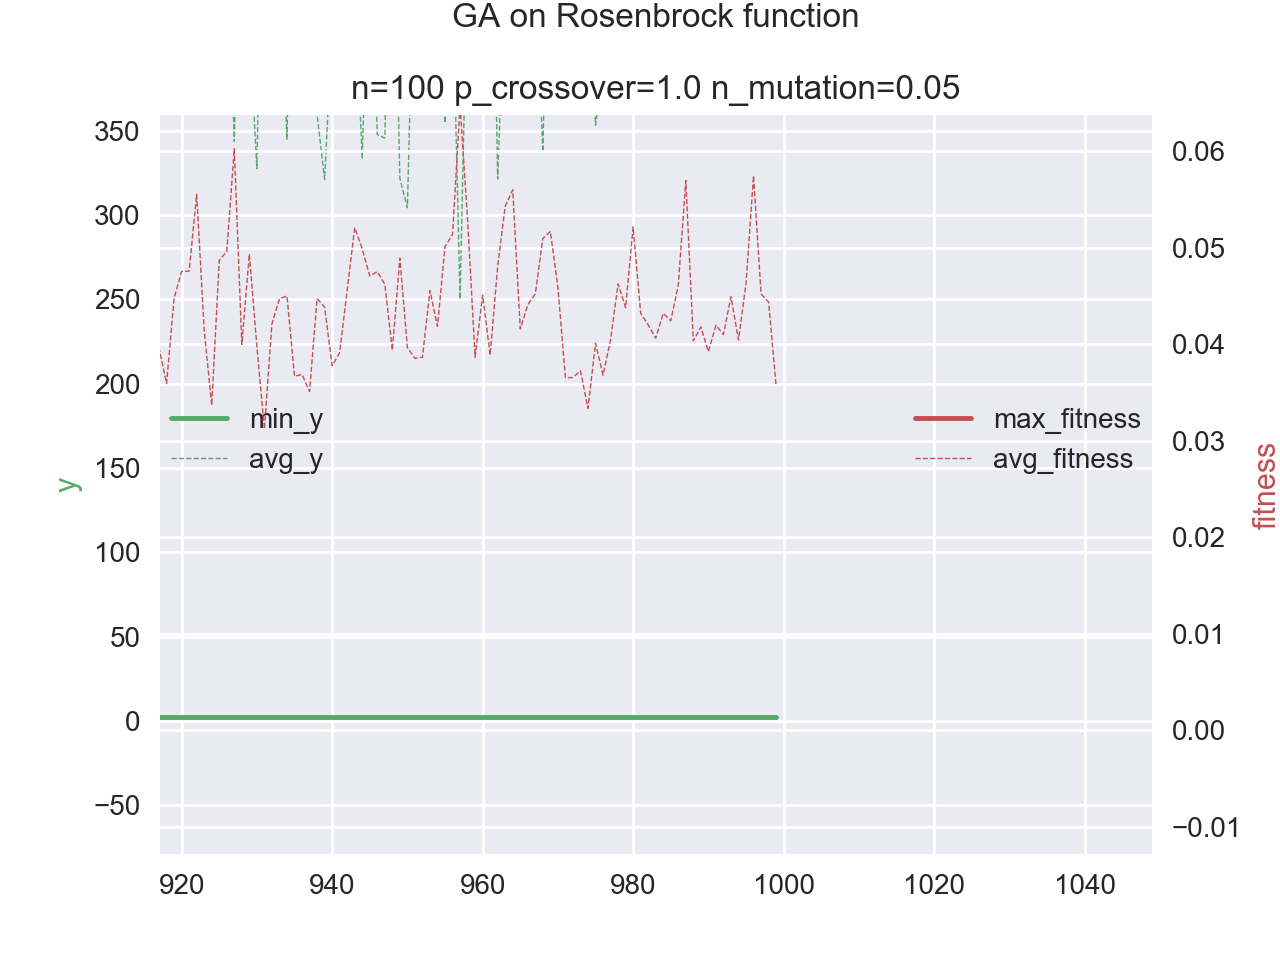 GA on Rosenbrock function
n=100 p_crossover=1.0 n_mutation=0.05
350
300
250
200
150
100
50
0
−50
y
min_y
avg_y
max_fitness
avg_fitness
0.06
0.05
0.04
0.03
0.02
0.01
0.00
−0.01
fitness
920 940 960 980 1000 1020 1040